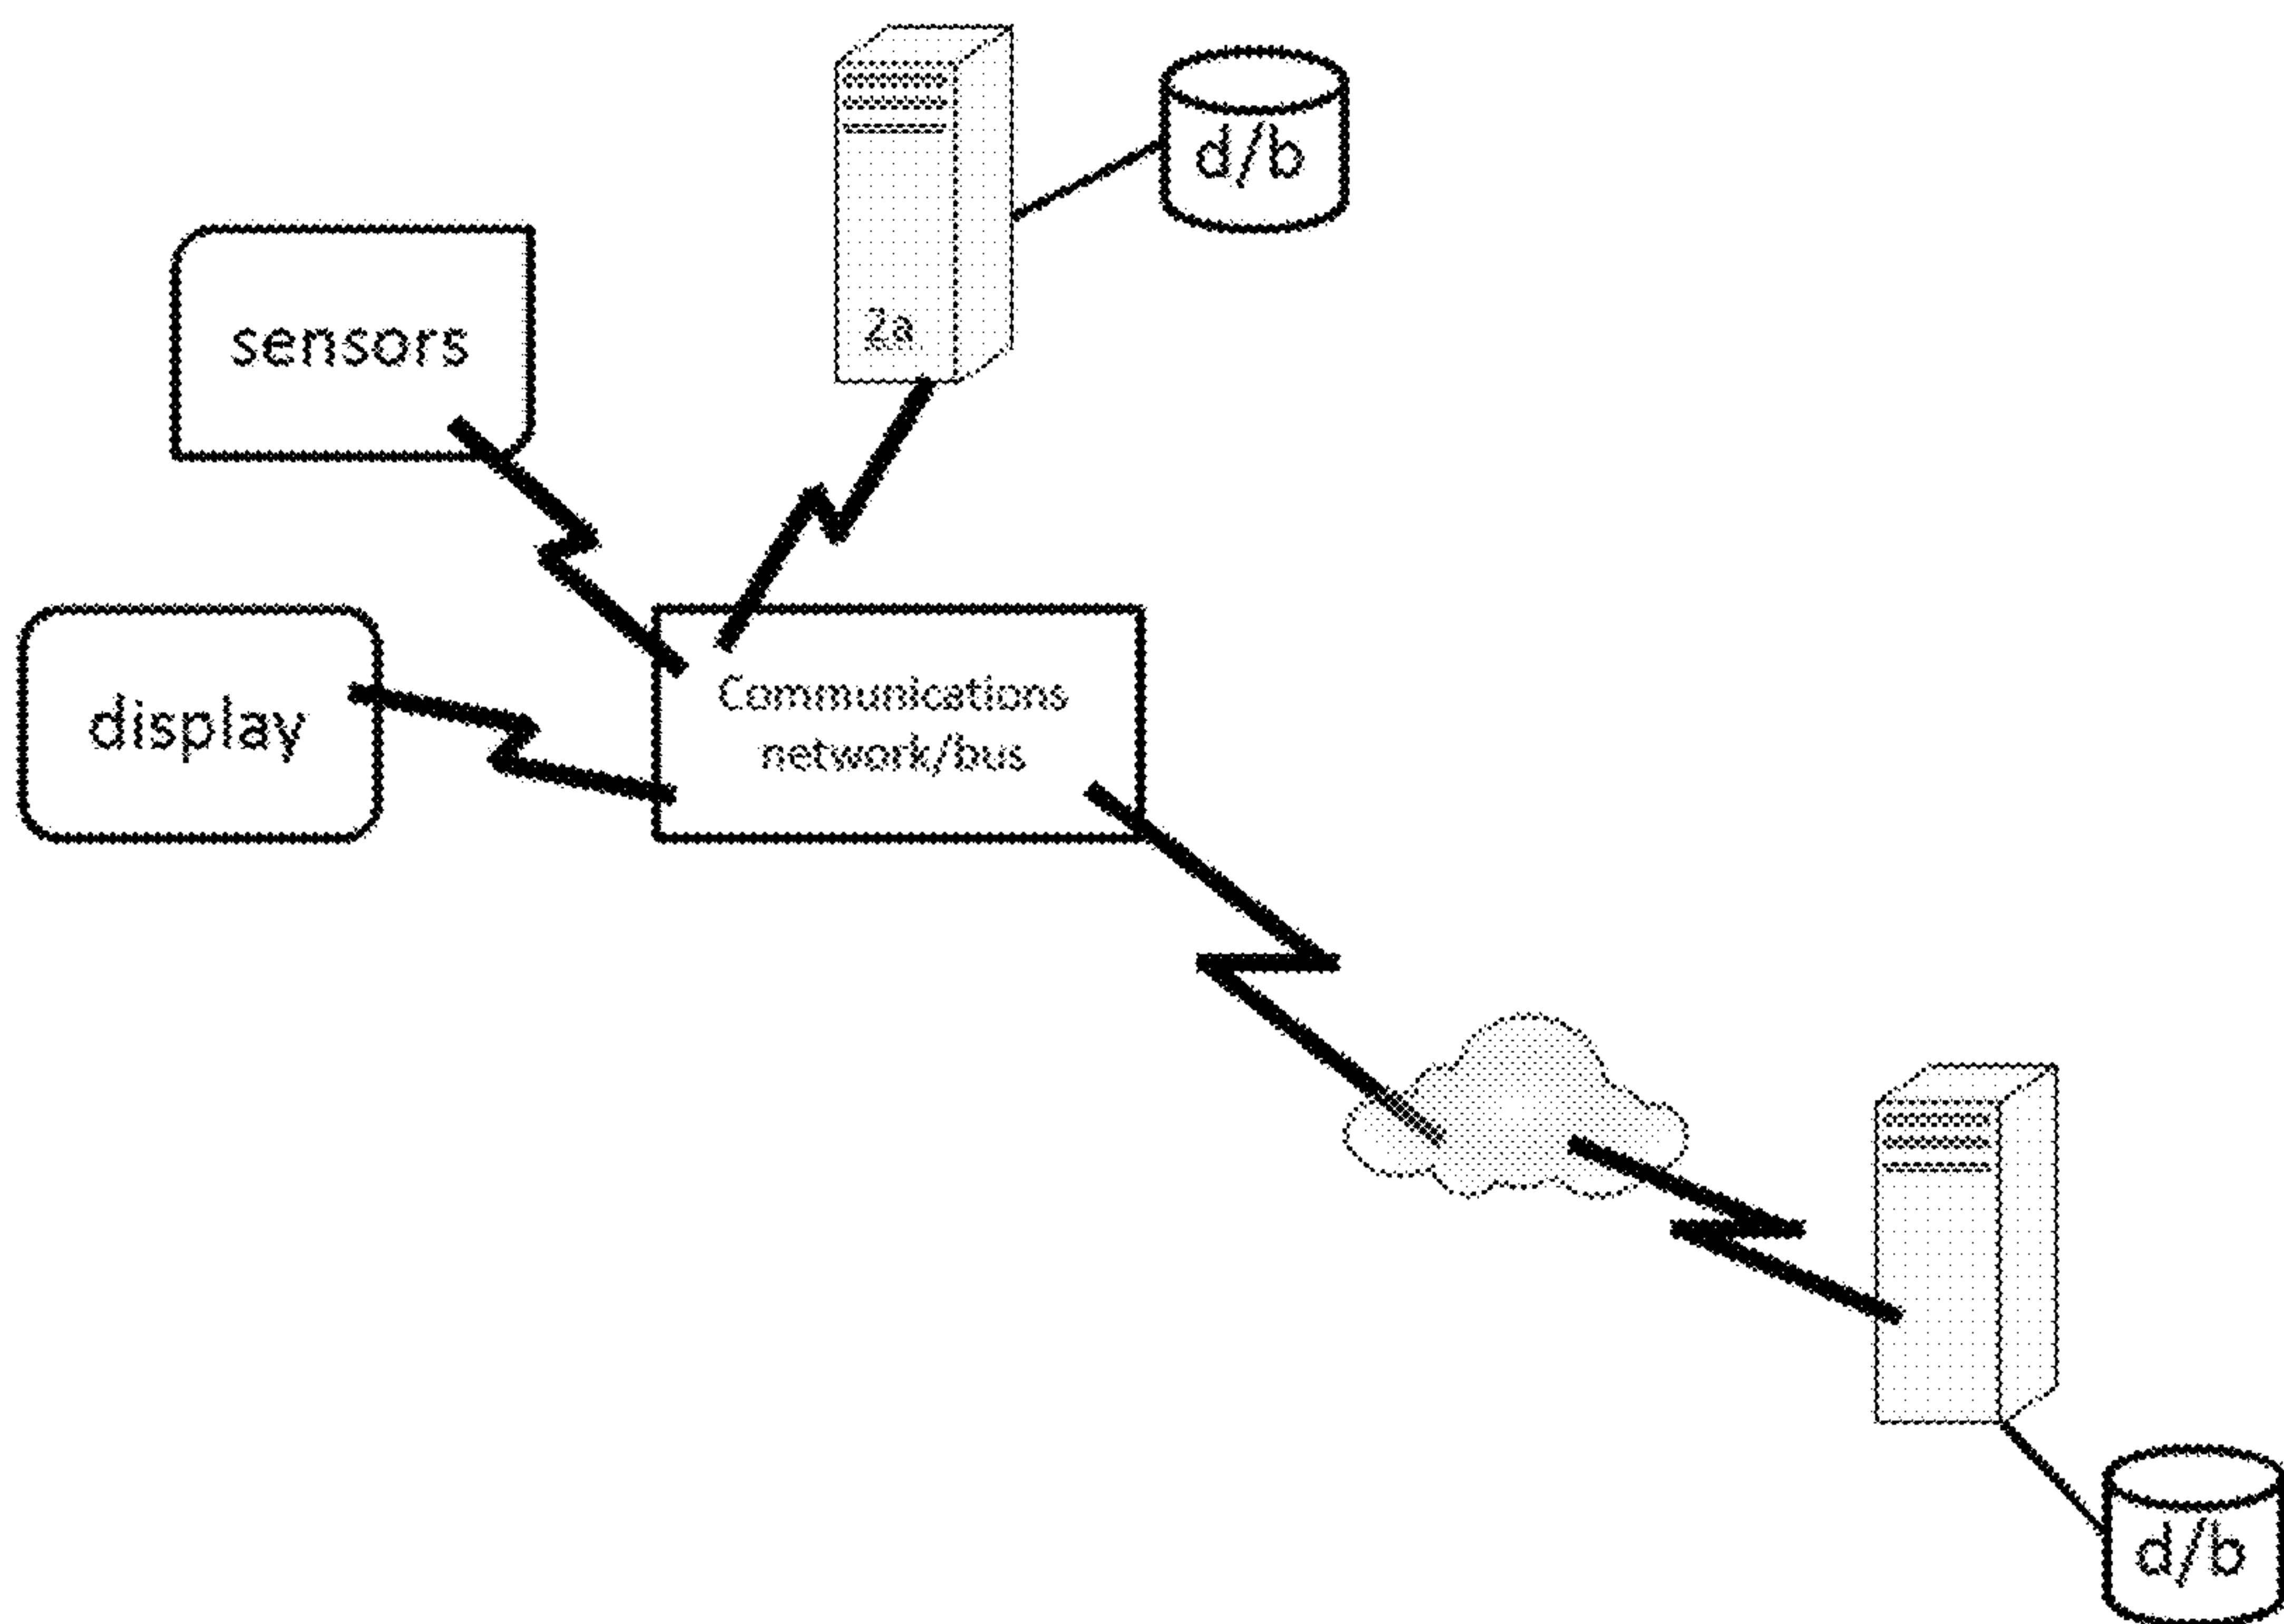 d/b
2a
sensors
display
Communications
network/bus
d/b